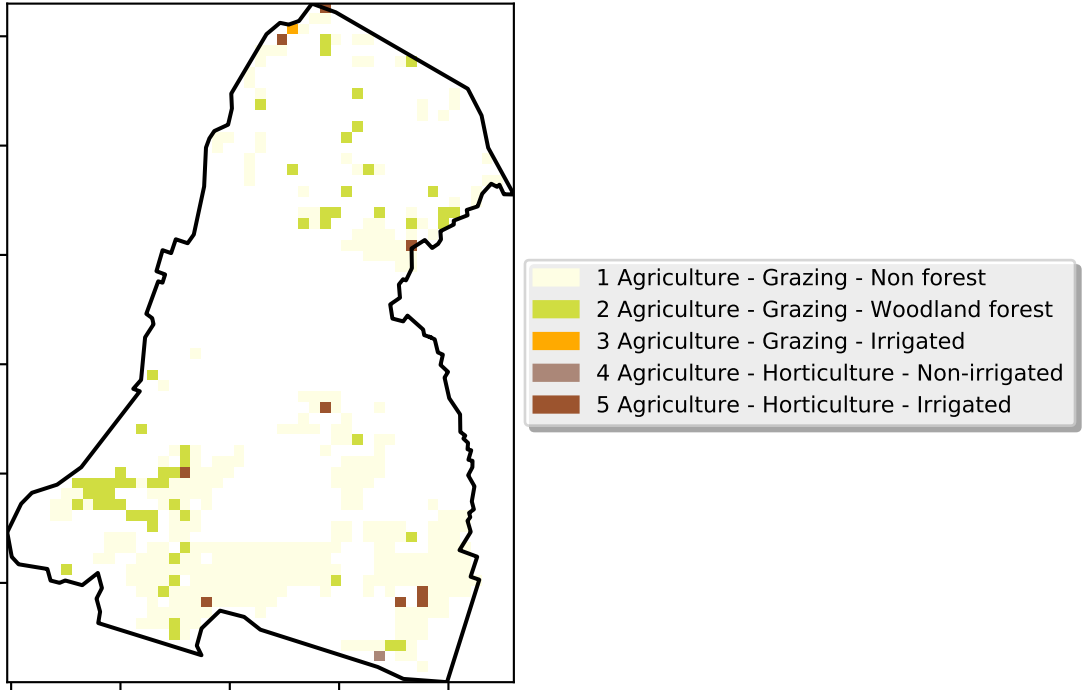 1 Agriculture - Grazing - Non forest
2 Agriculture - Grazing - Woodland forest
3 Agriculture - Grazing - Irrigated
4 Agriculture - Horticulture - Non-irrigated
5 Agriculture - Horticulture - Irrigated